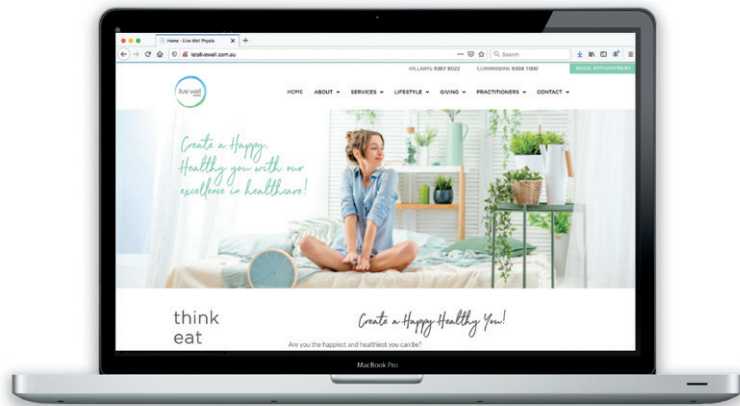 Home - Live Well Physio
letslivewell.com.au
Search
HILLARYS 9307 8022 CURRAMBINE 9304 1000 BOOK APPOINTMENT
live well
HOME ABOUT SERVICES LIFESTYLE GIVING PRACTITIONERS CONTACT
Create a Happy,
Healthy you with our
excellence in healthcare!
think
eat
Create a Happy Healthy You!
Are you the happiest and healthiest you can be?
MacBook Pro